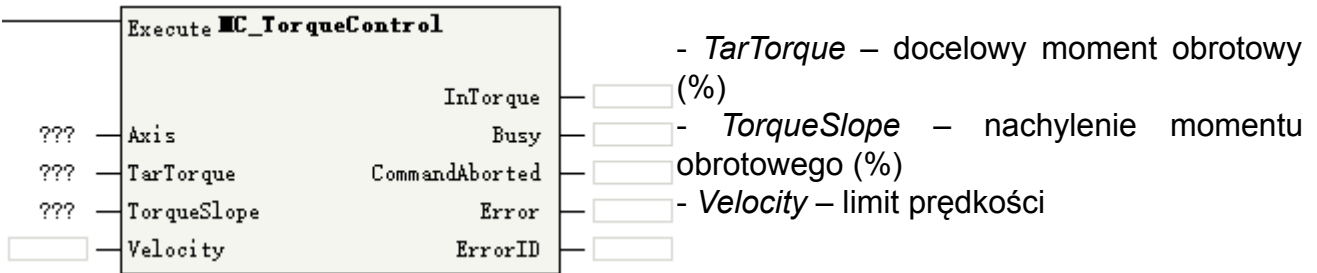 Execute MC_TorqueControl
InTorque
??? Axis Busy
??? TarTorque CommandAborted
??? TorqueSlope Error
Velocity ErrorID
- TarTorque – docelowy moment obrotowy
(%)
- TorqueSlope – nachylenie momentu
obrotowego (%)
- Velocity – limit prędkości